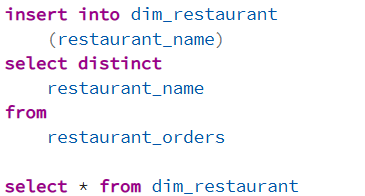 insert into dim_restaurant
    (restaurant_name)
select distinct
    restaurant_name
from
    restaurant_orders

select * from dim_restaurant